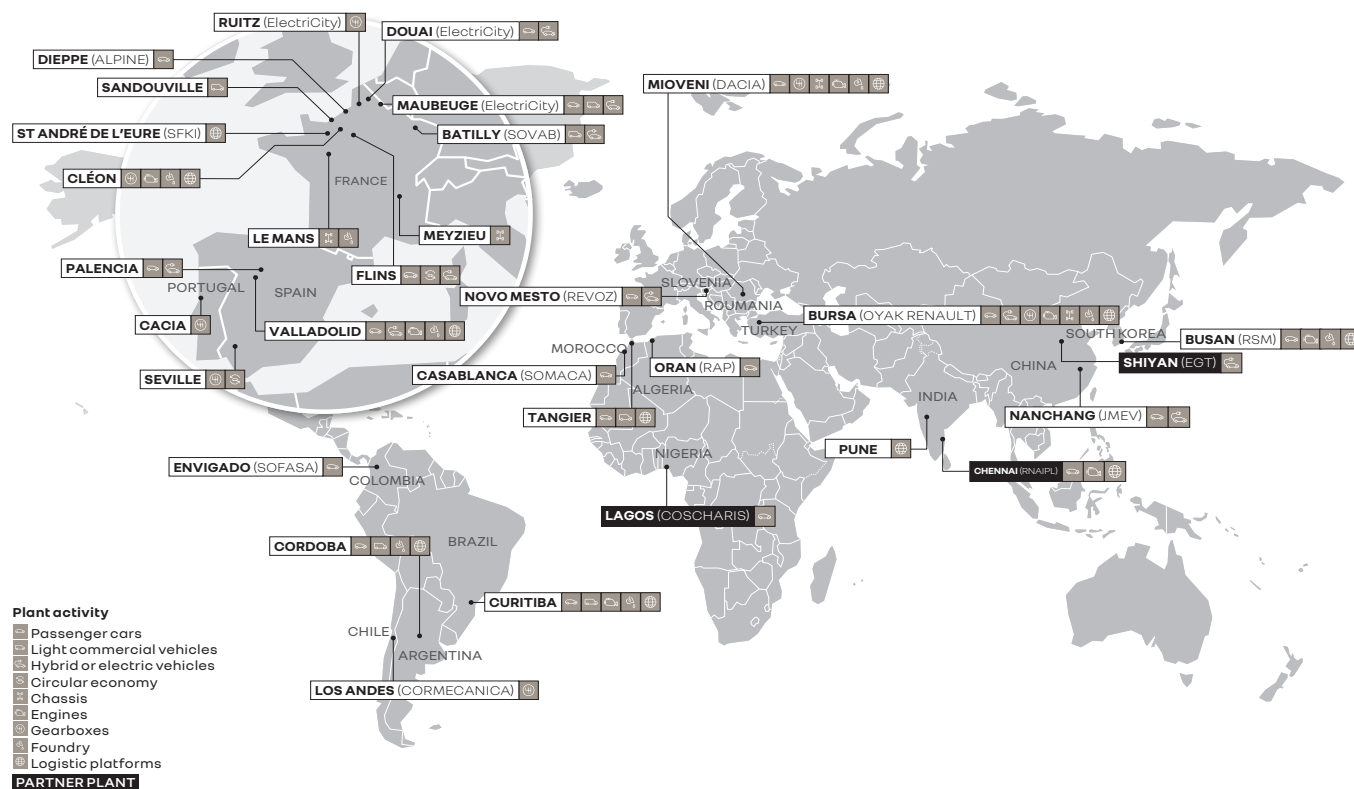 RUITZ (ElectriCity)
DOUAI (ElectriCity)
DIEPPE (ALPINE)
SANDOUVILLE
MIOVENI (DACIA)
MAUBEUGE (ElectriCity)
ST ANDRÉ DE L'EURE (SFKI)
BATILLY (SOVAB)
CLÉON
FRANCE
LE MANS
MEYZIEU
PALENCIA
FLINS
PORTUGAL
SPAIN
SLOVENIA
NOVO MESTO (REVOZ)
ROUMANIA
CACIA
VALLADOLID
TURKEY
BURSA (OYAK RENAULT)
SOUTH KOREA
BUSAN (RSM)
MOROCCO
SEVILLE
CASABLANCA (SOMACA)
ORAN (RAP)
CHINA
SHIYAN (EGT)
ALGERIA
INDIA
TANGIER
NANCHANG (JMEV)
NIGERIA
PUNE
ENVIGADO (SOFASA)
COLOMBIA
CHENNAI (RNAIPL)
LAGOS (COSCHARIS)
CORDOBA
BRAZIL
CURITIBA
CHILE
ARGENTINA
LOS ANDES (CORMECANICA)
Plant activity
Passenger cars
Light commercial vehicles
Hybrid or electric vehicles
Circular economy
Chassis
Engines
Gearboxes
Foundry
Logistic platforms
PARTNER PLANT